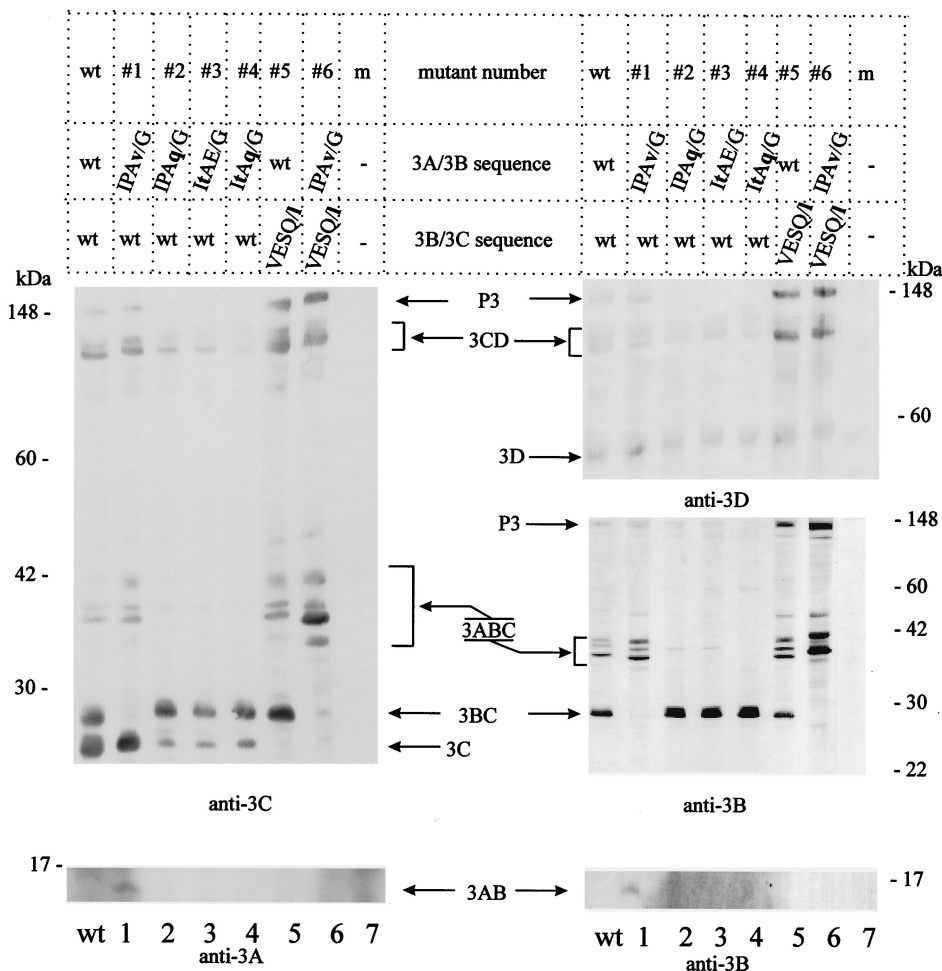 wt #1 #2 #3 #4 #5 #6 m mutant number wt #1 #2 #3 #4 #5 #6 m
wt IPAv/G IPAq/G ItAE/G ItAq/G wt IPAv/G - 3A/3B sequence wt IPAv/G IPAq/G ItAE/G ItAq/G wt IPAv/G -
wt wt wt wt wt VESQ/I VESQ/I - 3B/3C sequence wt wt wt wt wt VESQ/I VESQ/I -
kDa kDa
148 - P3 - 148
3CD
- 60
60 - 3D
anti-3D
P3 - 148
42 - - 60
3ABC - 42
30 - 3BC - 30
3C
- 22
anti-3C anti-3B
17 - 3AB - 17
wt 1 2 3 4 5 6 7 wt 1 2 3 4 5 6 7
anti-3A anti-3B